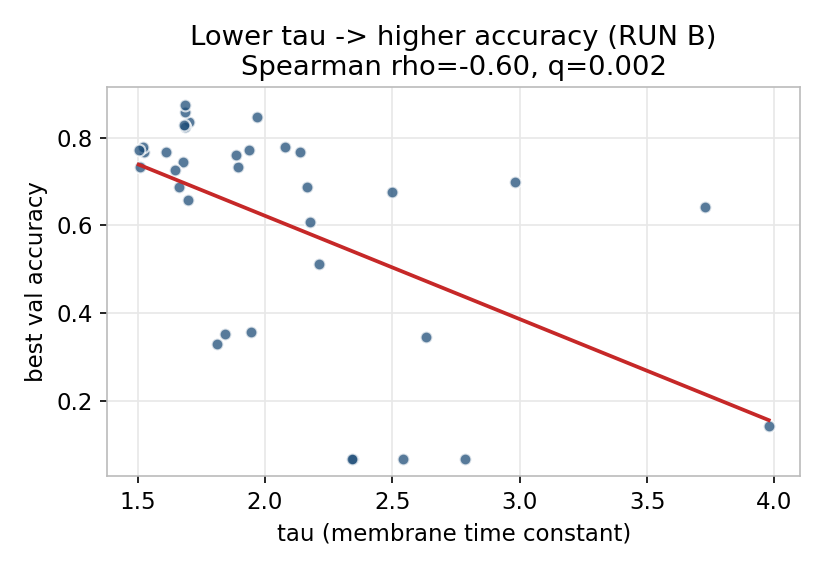 Lower tau -> higher accuracy (RUN B)
Spearman rho=-0.60, q=0.002
best val accuracy
0.8
0.6
0.4
0.2
1.5 2.0 2.5 3.0 3.5 4.0
tau (membrane time constant)